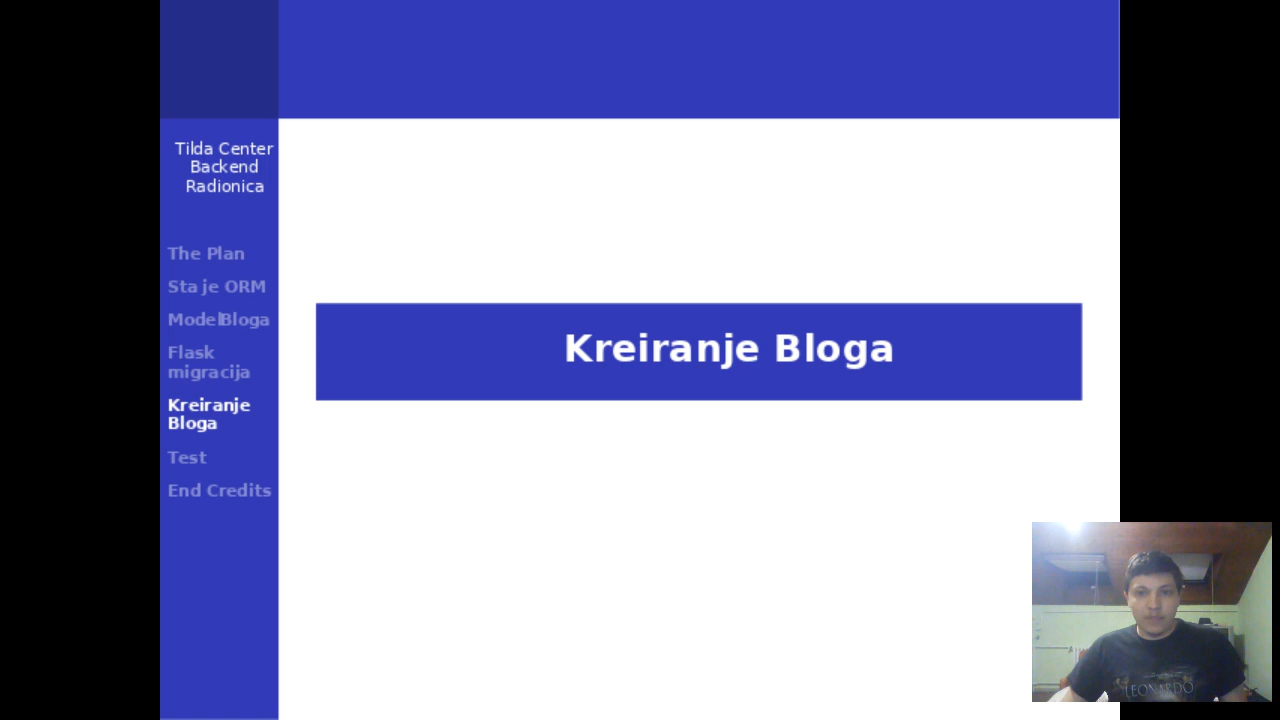 Tilda Center
Backend
Radionica
The Plan
Sta je ORM
Model Bloga
Flask
migracija
Kreiranje
Bloga
Test
End Credits
Kreiranje Bloga
LEONARDO